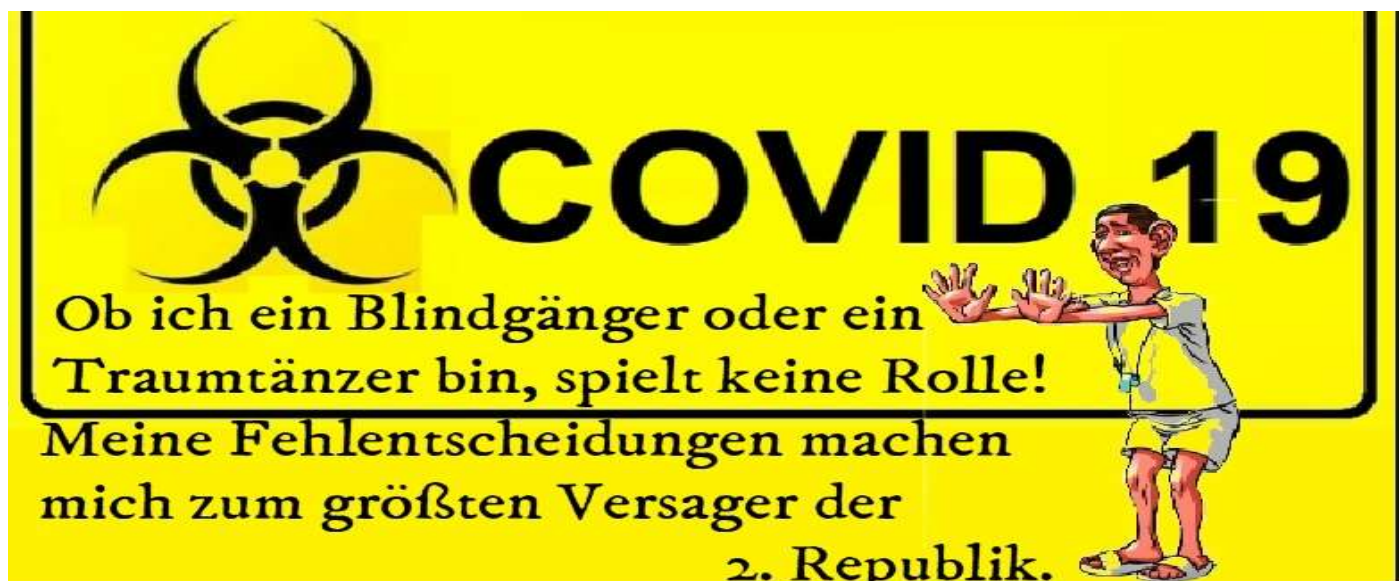 COVID 19
Ob ich ein Blindgänger oder ein
Traumtänzer bin, spielt keine Rolle!
Meine Fehlentscheidungen machen
mich zum größten Versager der
2. Republik.